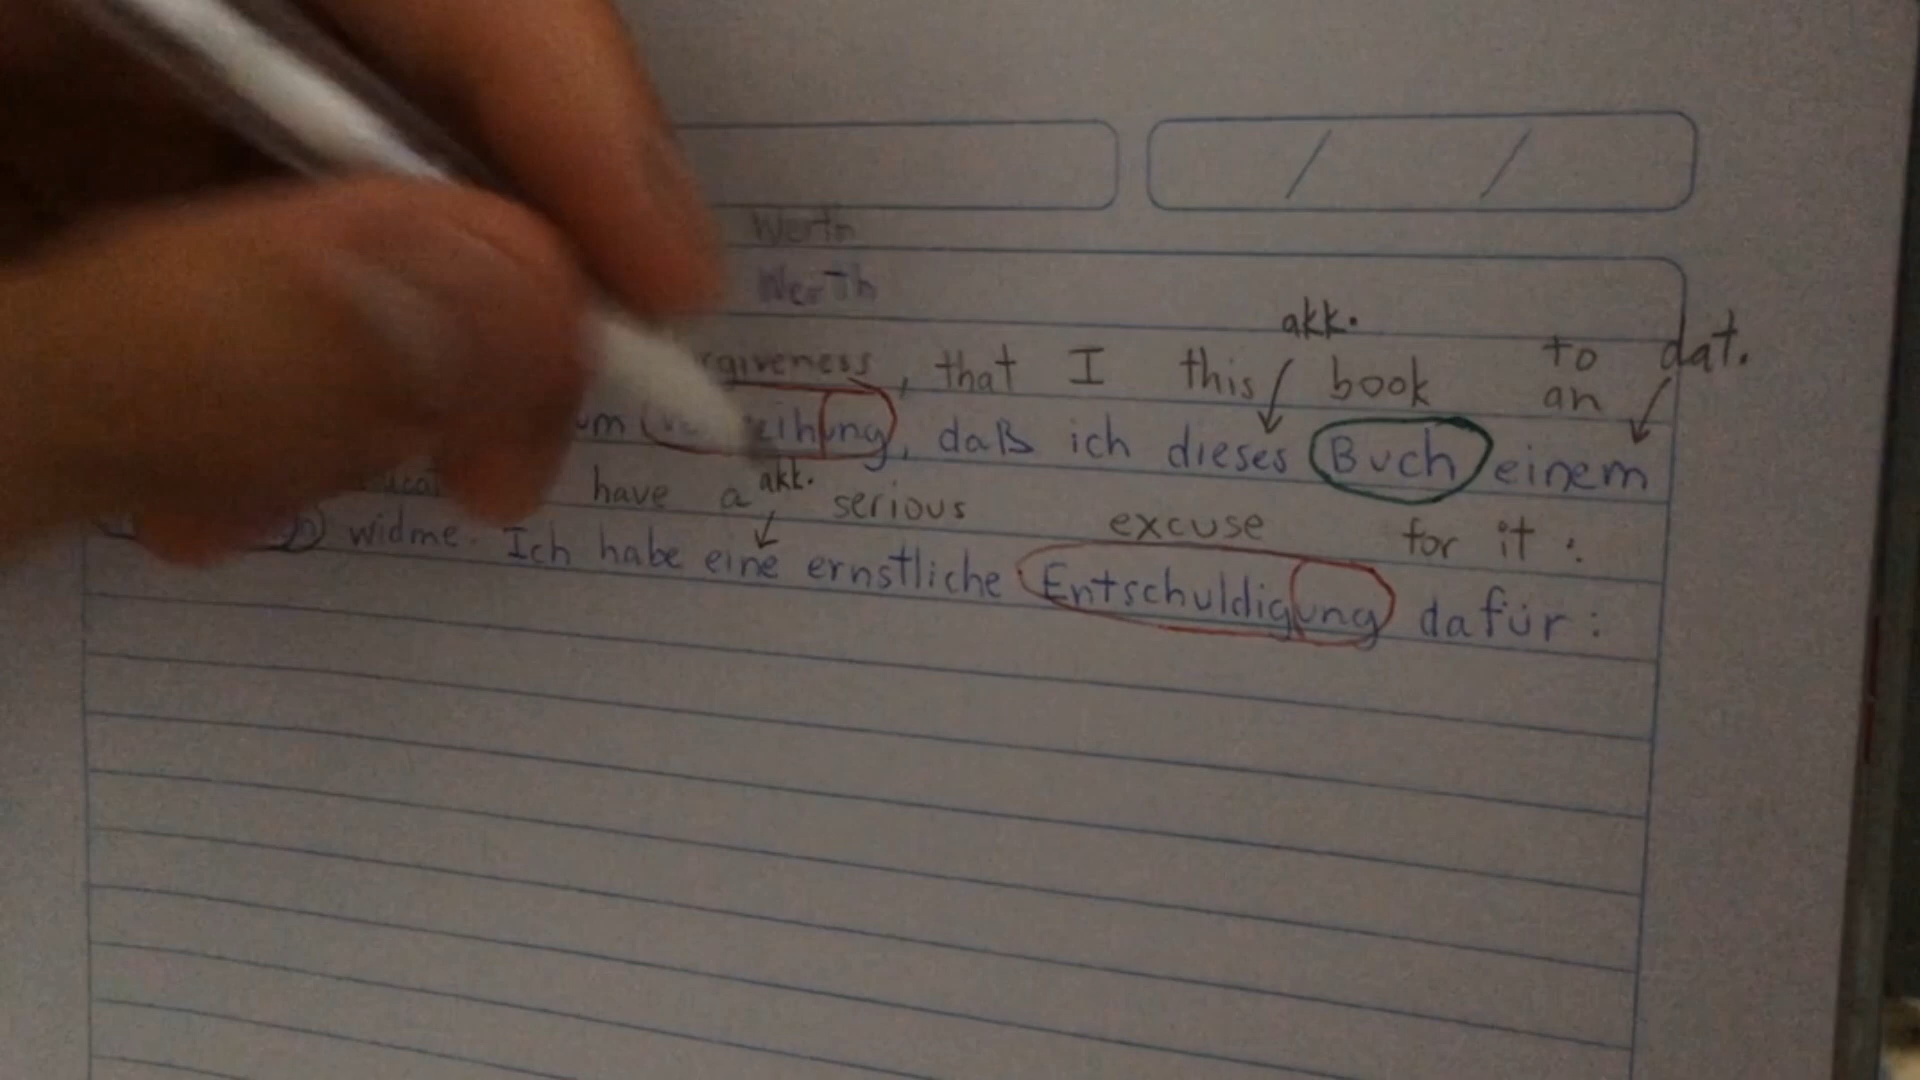 Werth
Werth
akk.
to dat.
giveness, that I this book an
um eihung, daß ich dieses Buch einem
have a akk. serious excuse for it :
widme. Ich habe eine ernstliche Entschuldigung dafür :